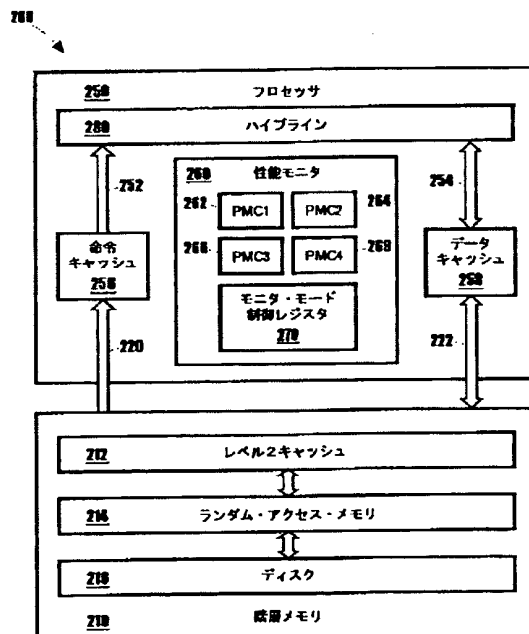 200
250 プロセッサ
280 パイプライン
252
254
260 性能モニタ
262 PMC1 PMC2 264
266 PMC3 PMC4 268
命令
キャッシュ
256
データ
キャッシュ
258
モニタ・モード
制御レジスタ
270
220
222
212 レベル2キャッシュ
214 ランダム・アクセス・メモリ
216 ディスク
210 階層メモリ